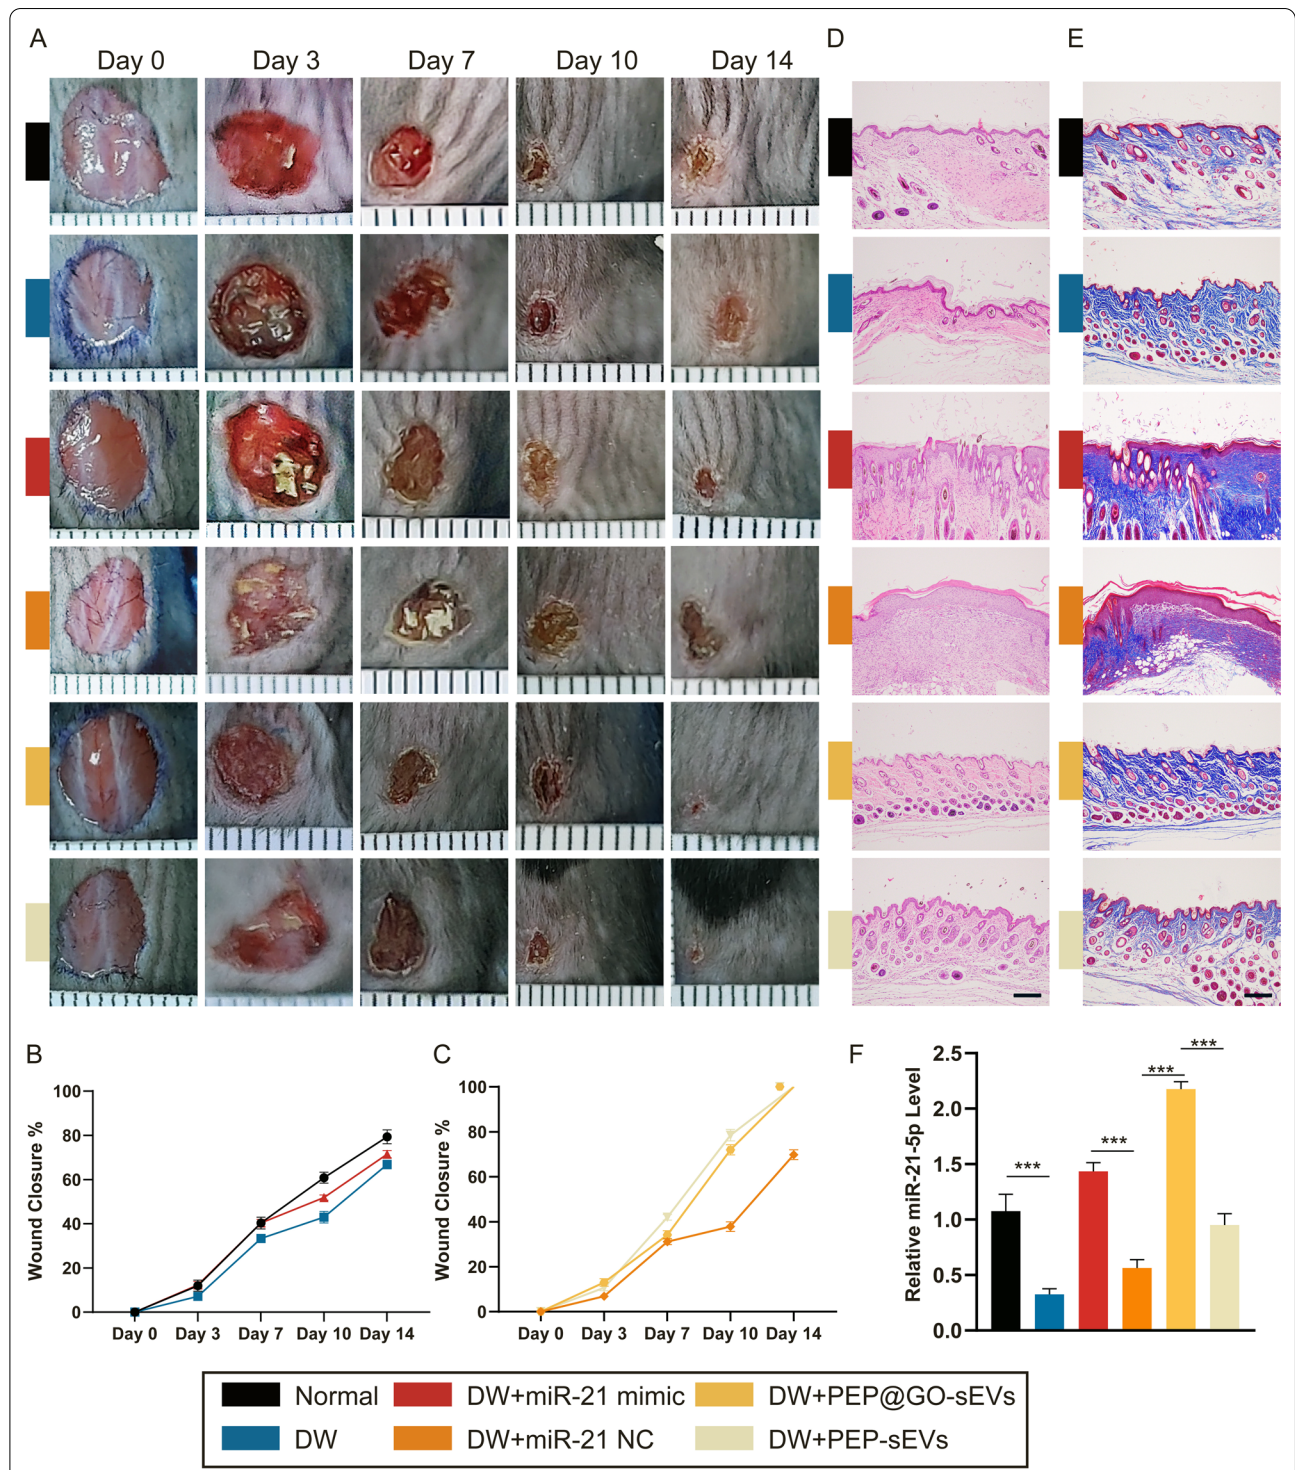 A
D
E
Day 0
Day 3
Day 7
Day 10
Day 14
B
Wound Closure %
100
80
60
40
20
0
Day 0
Day 3
Day 7
Day 10
Day 14
C
Wound Closure %
100
80
60
40
20
0
Day 0
Day 3
Day 7
Day 10
Day 14
F
Relative miR-21-5p Level
2.5
2.0
1.5
1.0
0.5
0.0
***
***
***
***
Normal
DW+miR-21 mimic
DW+PEP@GO-sEVs
DW
DW+miR-21 NC
DW+PEP-sEVs